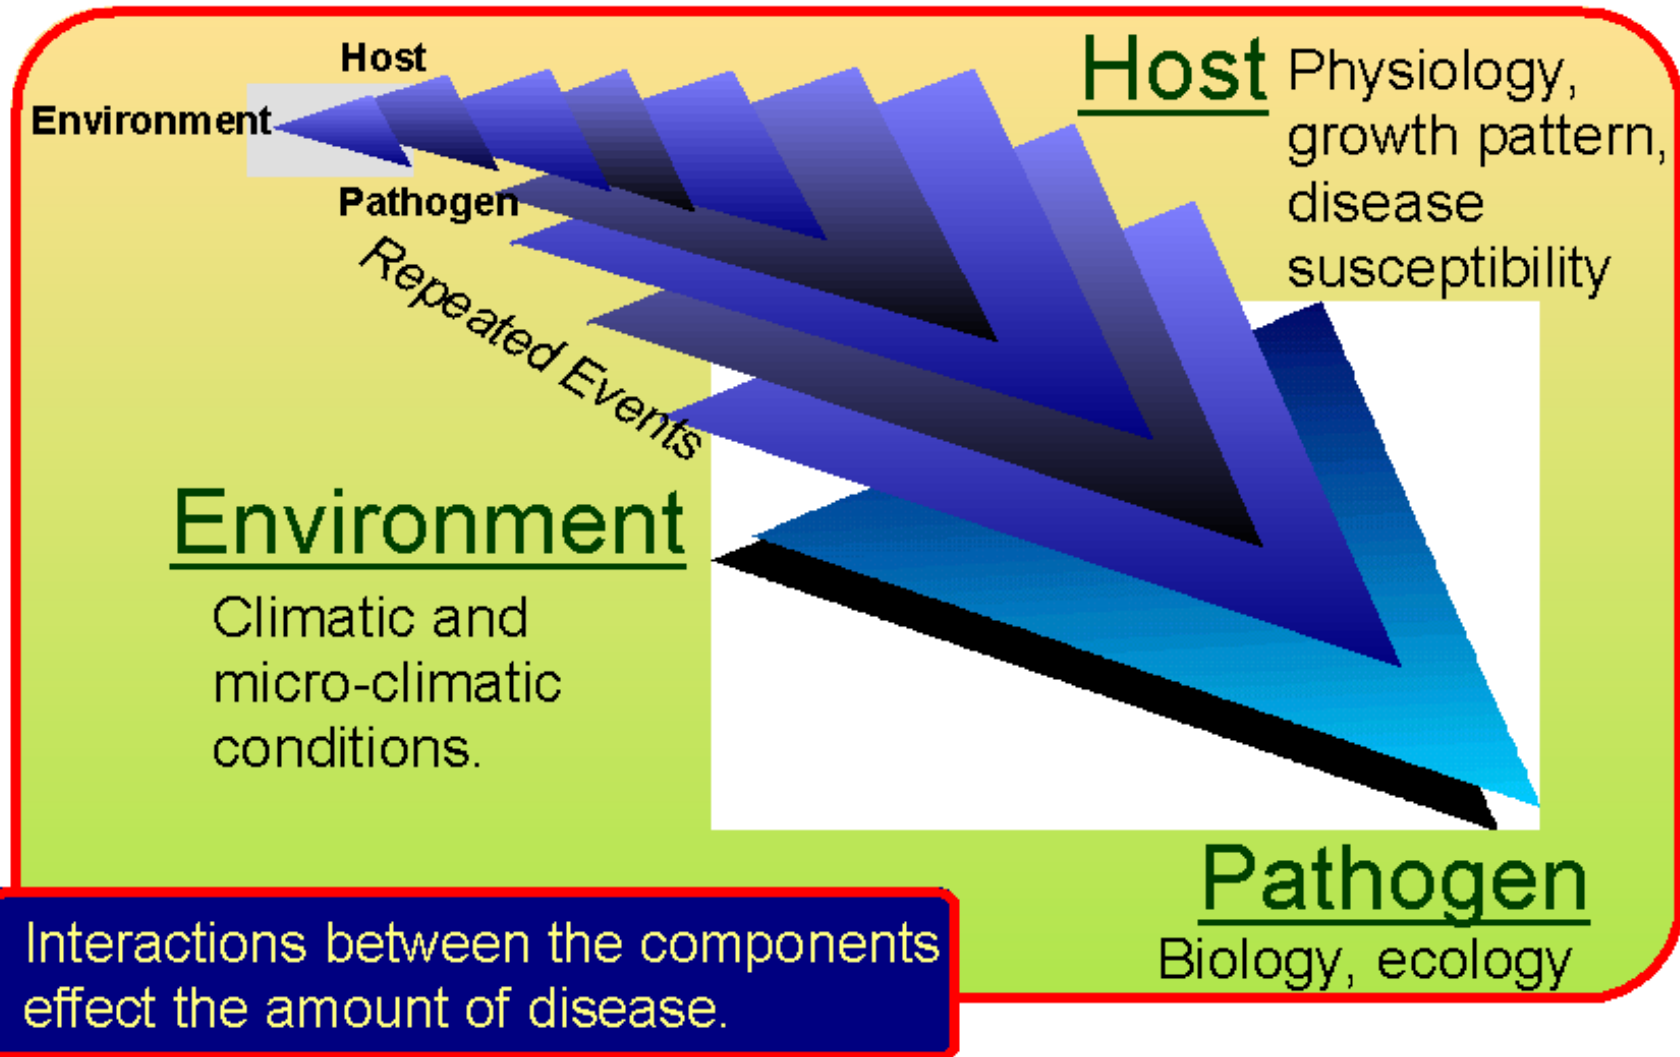 Host
Environment
Pathogen
Repeated Events
Host
Physiology,
growth pattern,
disease
susceptibility
Environment
Climatic and
micro-climatic
conditions.
Pathogen
Biology, ecology
Interactions between the components
effect the amount of disease.